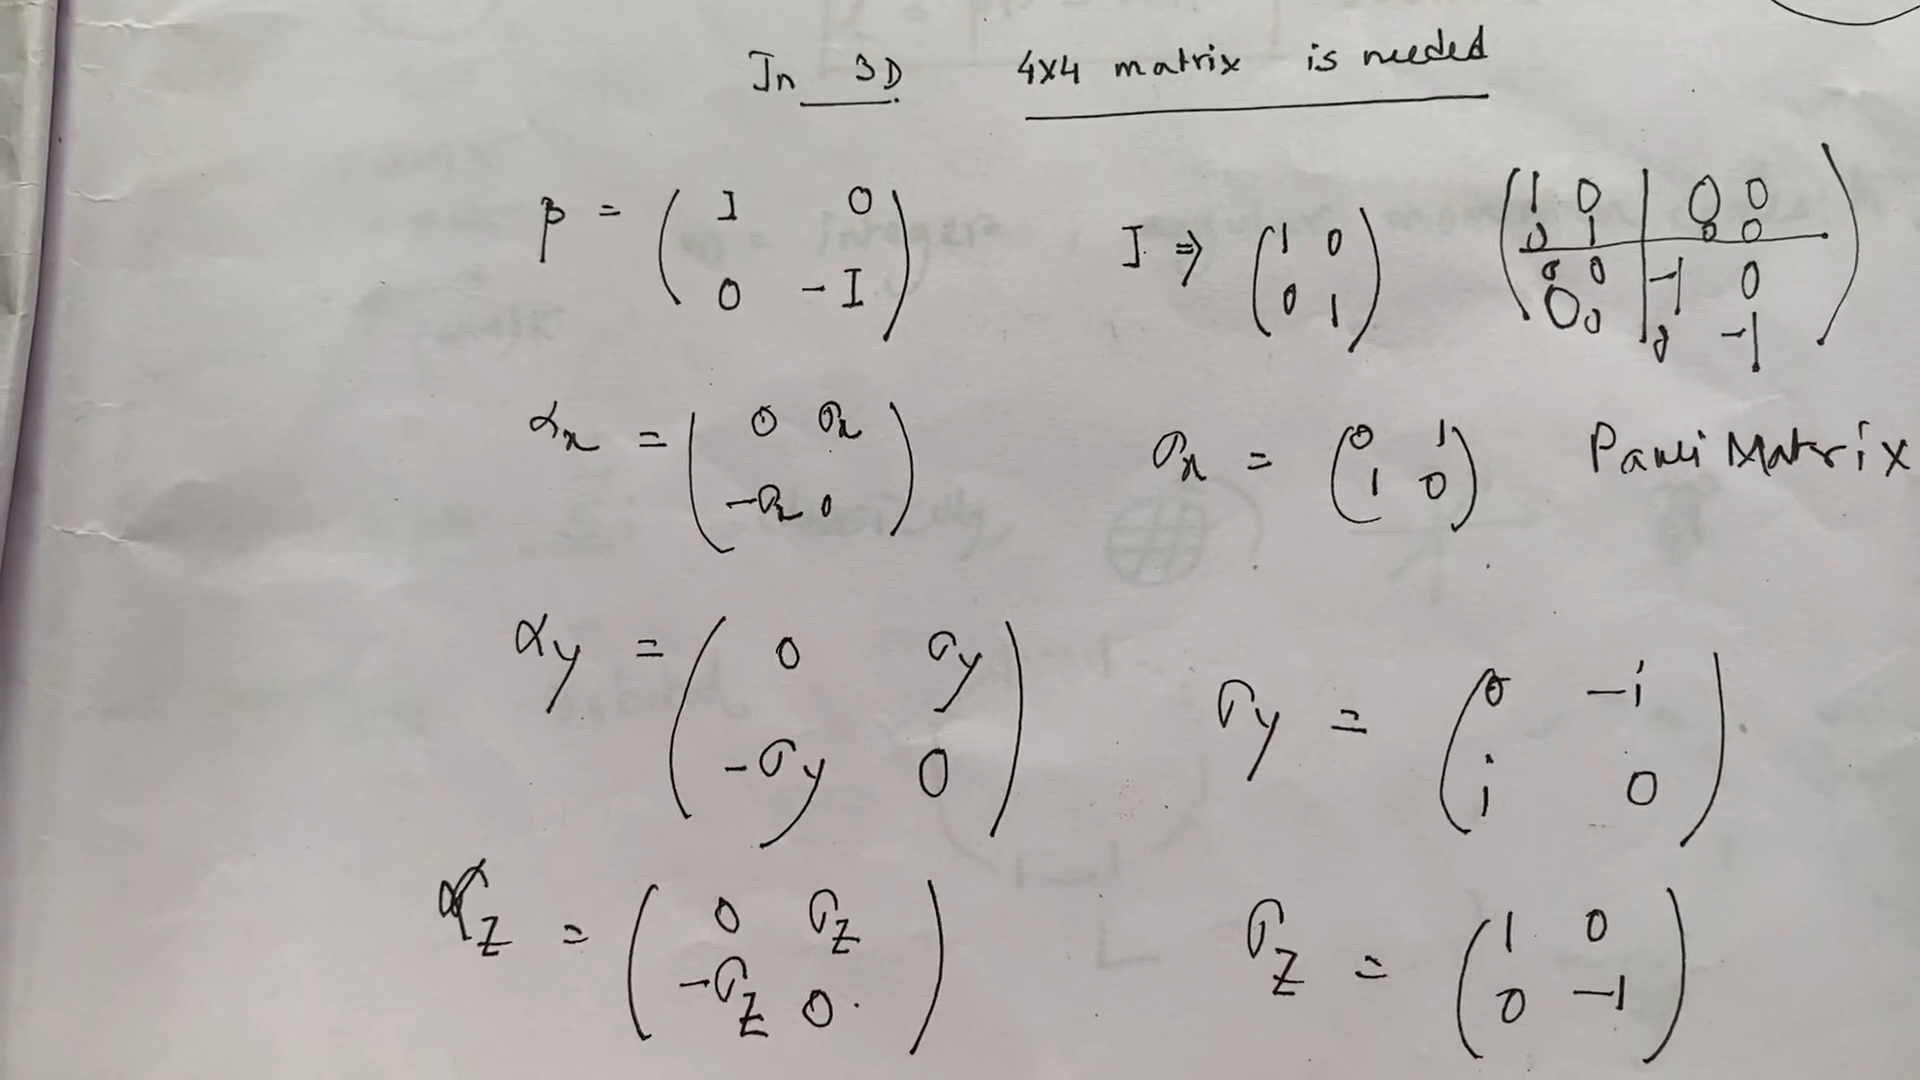 In 3D 4x4 matrix is needed
β = ( I 0 0 -I ) I ⇒ ( 1 0 0 1 ) ( 1 0 | 0 0 0 1 | 0 0 0 0 | -1 0 0 0 | 0 -1 )
αx = ( 0 σx -σx 0 ) σx = ( 0 1 1 0 ) Pauli Matrix
αy = ( 0 σy -σy 0 ) σy = ( 0 -i i 0 )
αz = ( 0 σz -σz 0 ) σz = ( 1 0 0 -1 )